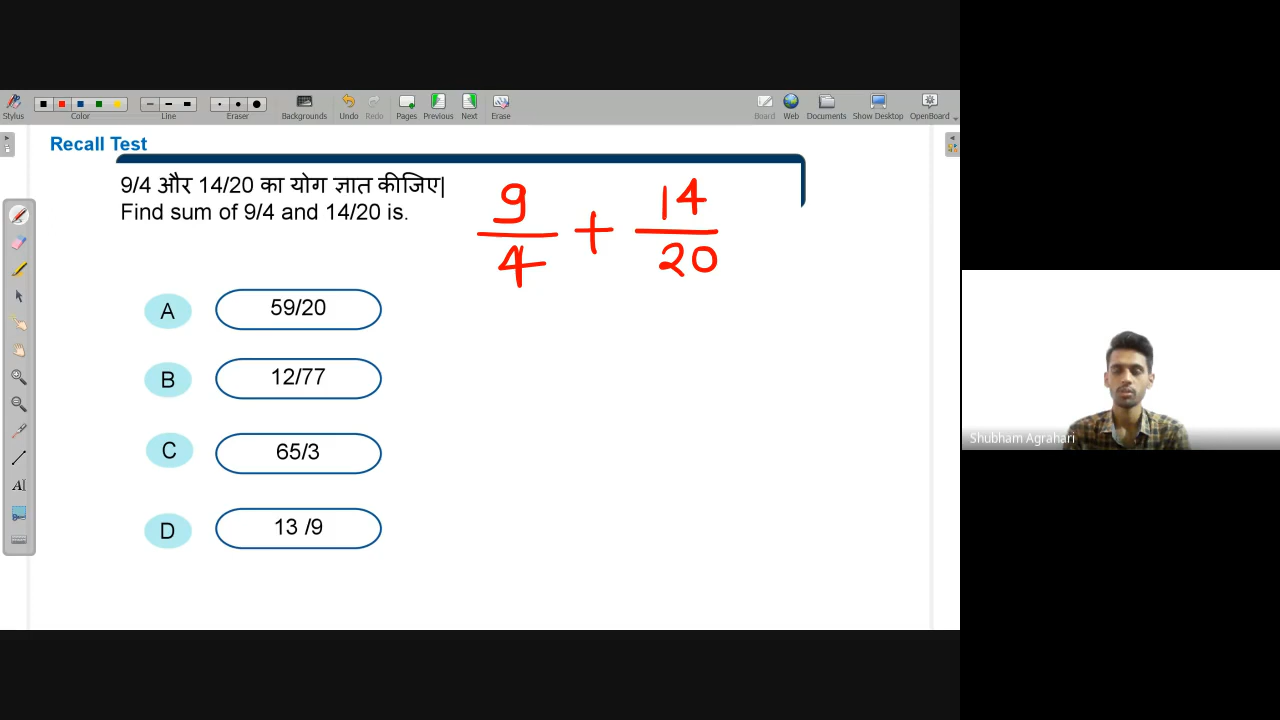 Stylus
Color
Line
Eraser
Backgrounds
Undo
Redo
Pages
Previous
Next
Erase
Board
Web
Documents
Show Desktop
OpenBoard
Recall Test
9/4 और 14/20 का योग ज्ञात कीजिए|
Find sum of 9/4 and 14/20 is.
9/4 + 14/20
A 59/20
B 12/77
C 65/3
D 13 /9
AI
Shubham Agrahari